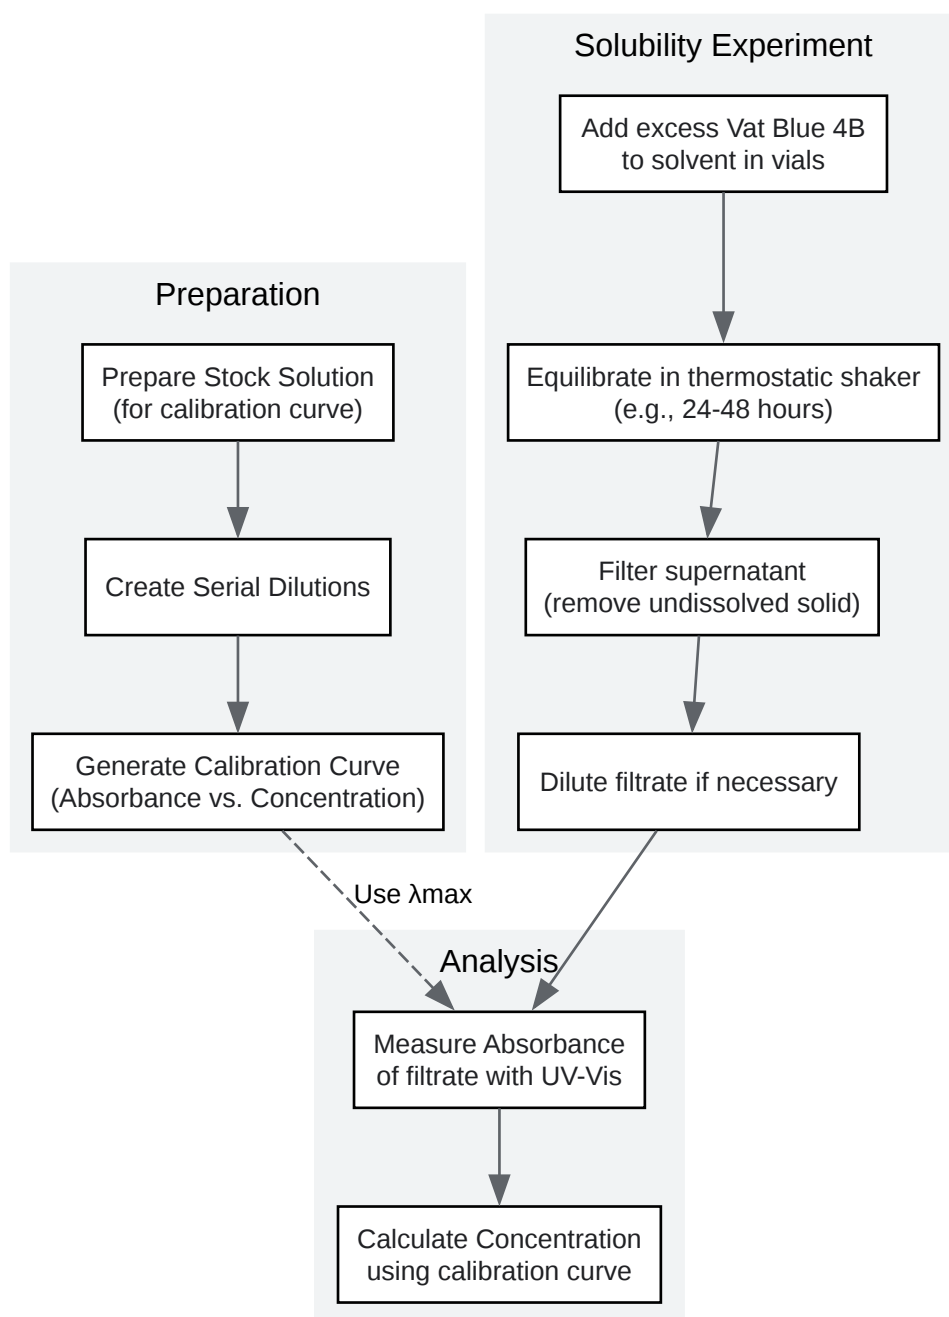 Solubility Experiment
Add excess Vat Blue 4B
to solvent in vials
Equilibrate in thermostatic shaker
(e.g., 24-48 hours)
Filter supernatant
(remove undissolved solid)
Dilute filtrate if necessary
Preparation
Prepare Stock Solution
(for calibration curve)
Create Serial Dilutions
Generate Calibration Curve
(Absorbance vs. Concentration)
Use λmax
Analysis
Measure Absorbance
of filtrate with UV-Vis
Calculate Concentration
using calibration curve